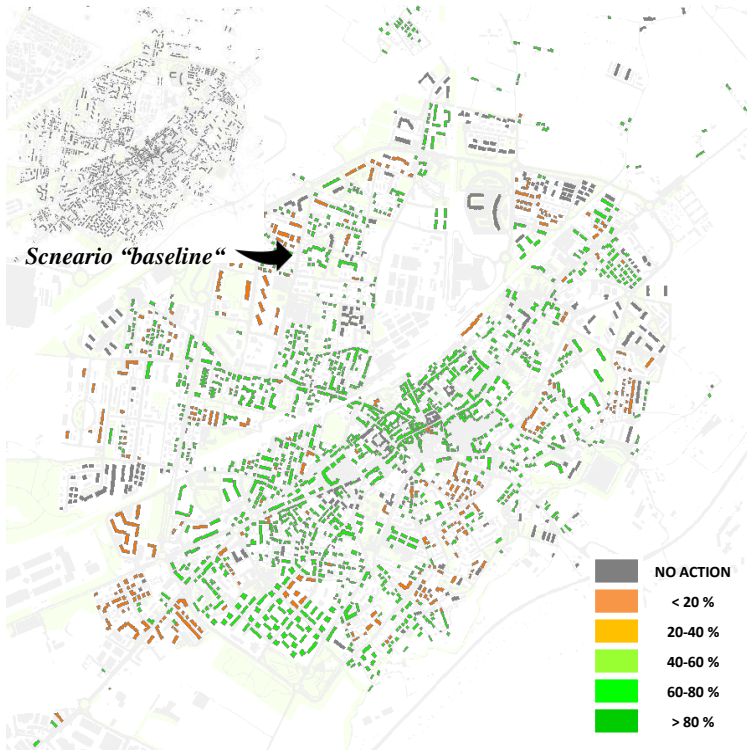 Scneario “baseline“
NO ACTION
< 20 %
20-40 %
40-60 %
60-80 %
> 80 %